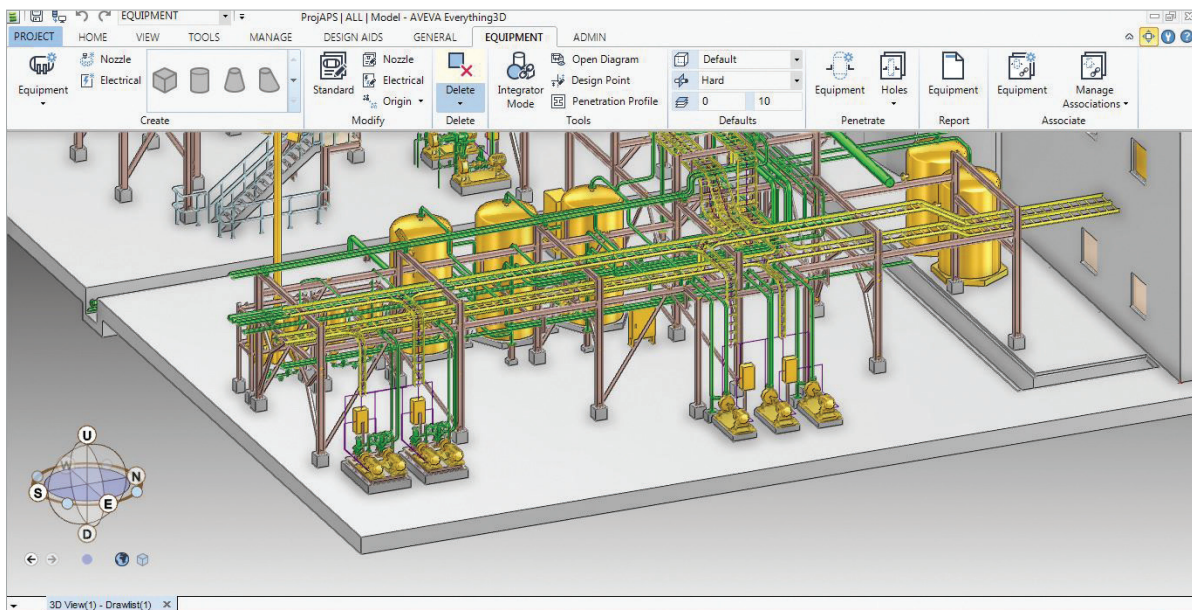 EQUIPMENT
ProjAPS | ALL | Model - AVEVA Everything3D
PROJECT HOME VIEW TOOLS MANAGE DESIGN AIDS GENERAL EQUIPMENT ADMIN
Equipment
Nozzle
Electrical
Create
Standard
Nozzle
Electrical
Origin
Modify
Delete
Delete
Integrator
Mode
Open Diagram
Design Point
Penetration Profile
Tools
Default
Hard
0 10
Defaults
Equipment
Holes
Penetrate
Equipment
Report
Equipment
Manage
Associations
Associate
U
W
N
S
E
D
3D View(1) - Drawlist(1)